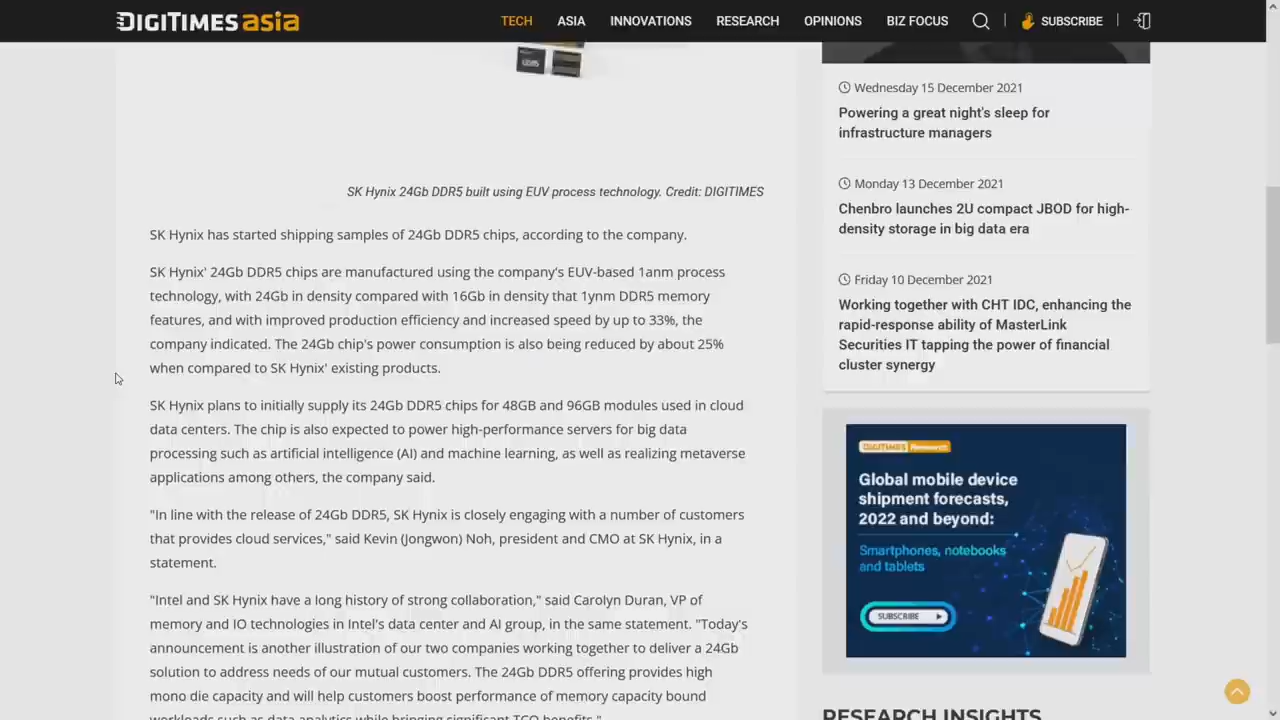 DIGITIMES asia
TECH ASIA INNOVATIONS RESEARCH OPINIONS BIZ FOCUS SUBSCRIBE
DDR5
SK Hynix 24Gb DDR5 built using EUV process technology. Credit: DIGITIMES
SK Hynix has started shipping samples of 24Gb DDR5 chips, according to the company.
SK Hynix' 24Gb DDR5 chips are manufactured using the company's EUV-based 1anm process
technology, with 24Gb in density compared with 16Gb in density that 1ynm DDR5 memory
features, and with improved production efficiency and increased speed by up to 33%, the
company indicated. The 24Gb chip's power consumption is also being reduced by about 25%
when compared to SK Hynix' existing products.
SK Hynix plans to initially supply its 24Gb DDR5 chips for 48GB and 96GB modules used in cloud
data centers. The chip is also expected to power high-performance servers for big data
processing such as artificial intelligence (AI) and machine learning, as well as realizing metaverse
applications among others, the company said.
"In line with the release of 24Gb DDR5, SK Hynix is closely engaging with a number of customers
that provides cloud services," said Kevin (Jongwon) Noh, president and CMO at SK Hynix, in a
statement.
"Intel and SK Hynix have a long history of strong collaboration," said Carolyn Duran, VP of
memory and IO technologies in Intel's data center and AI group, in the same statement. "Today's
announcement is another illustration of our two companies working together to deliver a 24Gb
solution to address needs of our mutual customers. The 24Gb DDR5 offering provides high
mono die capacity and will help customers boost performance of memory capacity bound
workloads such as data analytics while bringing significant TCO benefits."
Wednesday 15 December 2021
Powering a great night's sleep for
infrastructure managers
Monday 13 December 2021
Chenbro launches 2U compact JBOD for high-
density storage in big data era
Friday 10 December 2021
Working together with CHT IDC, enhancing the
rapid-response ability of MasterLink
Securities IT tapping the power of financial
cluster synergy
DIGITIMES Research
Global mobile device
shipment forecasts,
2022 and beyond:
Smartphones, notebooks
and tablets
SUBSCRIBE
RESEARCH INSIGHTS